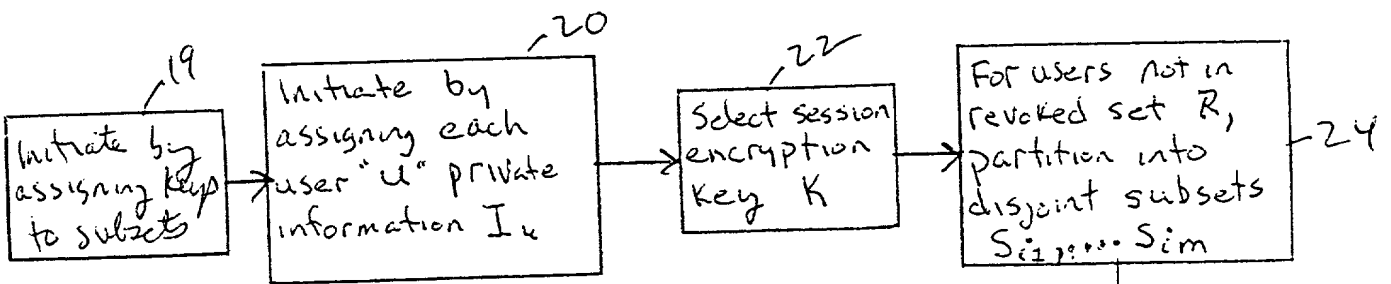 19
Initiate by
assigning keys
to subsets
20
Initiate by
assigning each
user "u" private
information Iu
22
Select session
encryption
key K
For users not in
revoked set R,
partition into
disjoint subsets
Si1,.... Sim
24